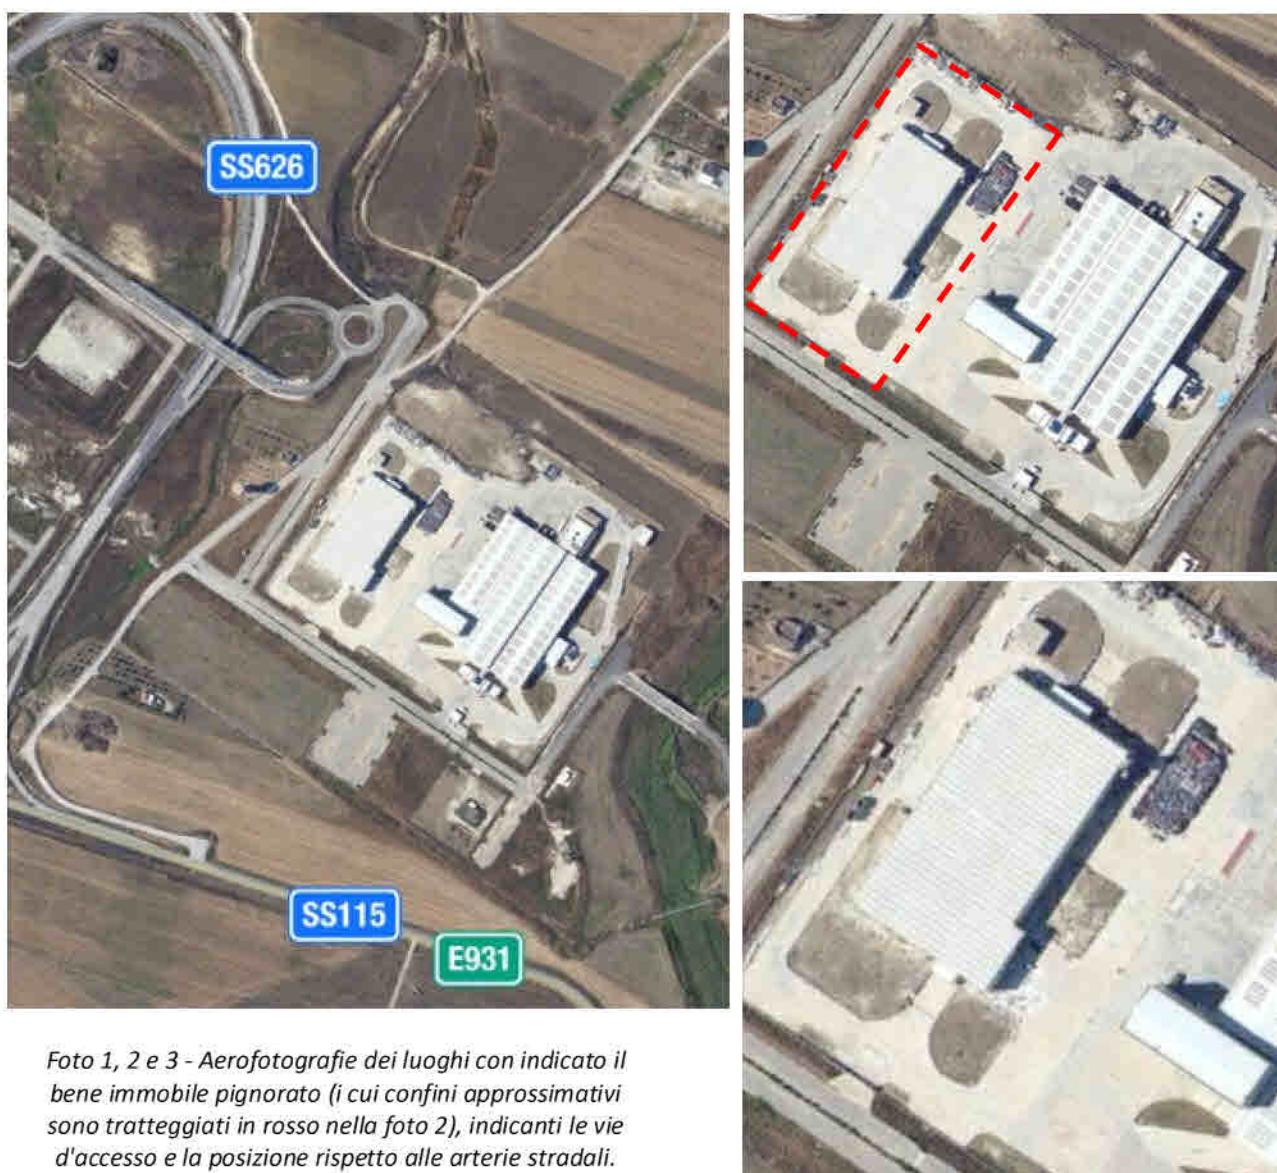 SS626
SS115
E931
Foto 1, 2 e 3 - Aerofotografie dei luoghi con indicato il
bene immobile pignorato (i cui confini approssimativi
sono tratteggiati in rosso nella foto 2), indicanti le vie
d'accesso e la posizione rispetto alle arterie stradali.